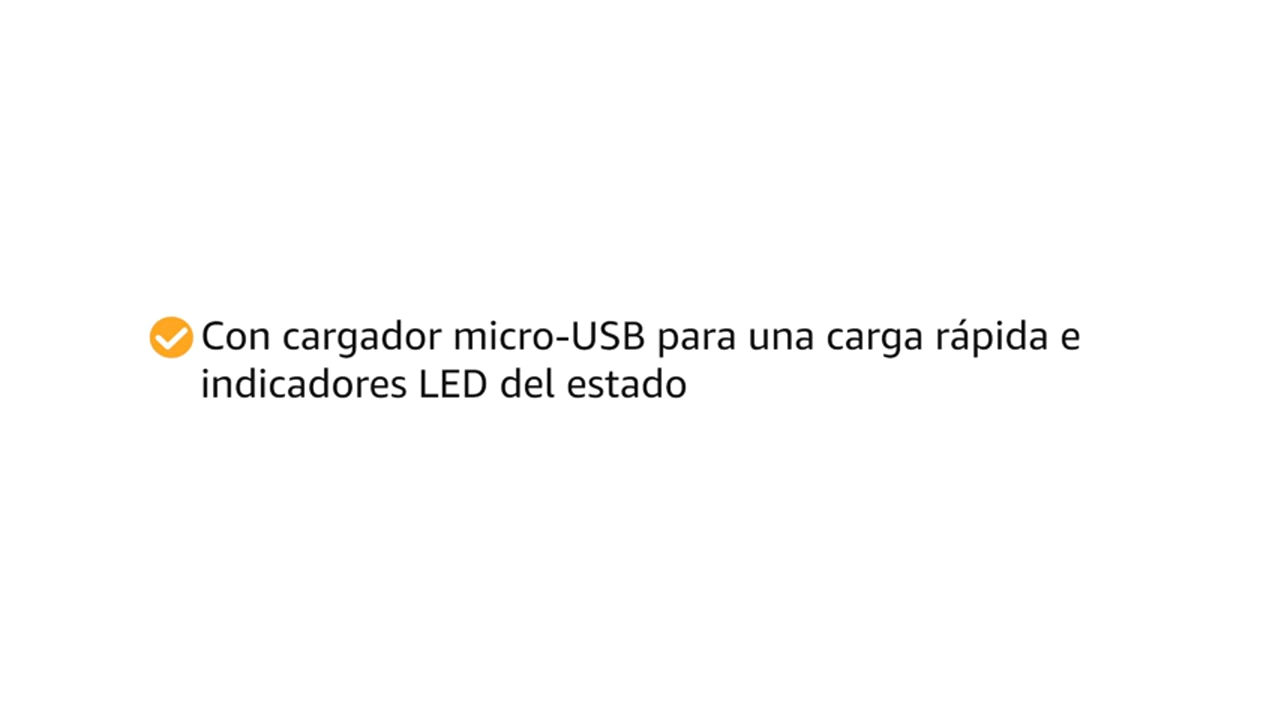 Con cargador micro-USB para una carga rápida e
indicadores LED del estado